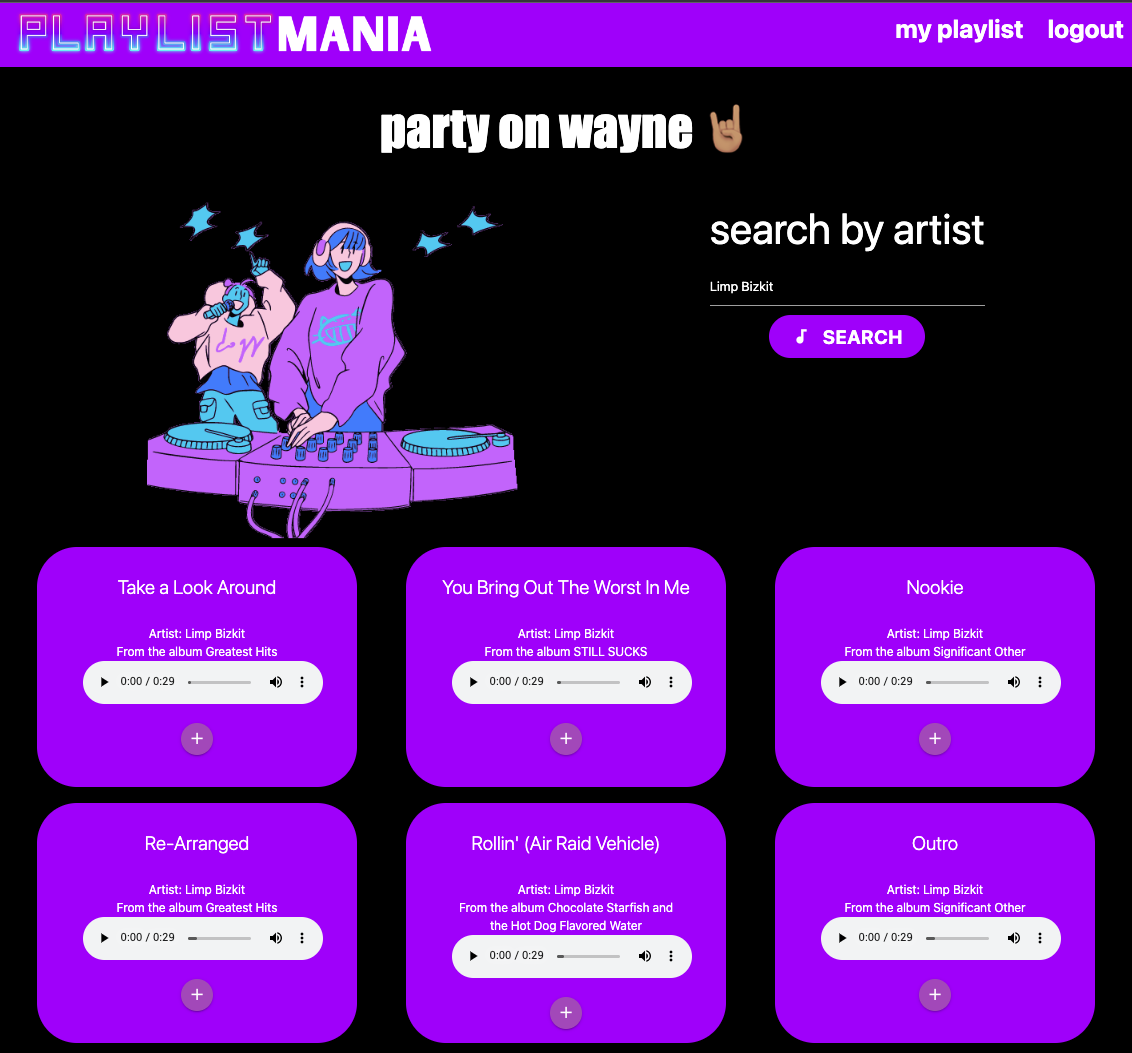 PLAYLISTMANIA
my playlist logout
party on wayne 🤘🏽
search by artist
Limp Bizkit
SEARCH
Take a Look Around
Artist: Limp Bizkit
From the album Greatest Hits
0:00 / 0:29
+
You Bring Out The Worst In Me
Artist: Limp Bizkit
From the album STILL SUCKS
0:00 / 0:29
+
Nookie
Artist: Limp Bizkit
From the album Significant Other
0:00 / 0:29
+
Re-Arranged
Artist: Limp Bizkit
From the album Greatest Hits
0:00 / 0:29
+
Rollin' (Air Raid Vehicle)
Artist: Limp Bizkit
From the album Chocolate Starfish and
the Hot Dog Flavored Water
0:00 / 0:29
+
Outro
Artist: Limp Bizkit
From the album Significant Other
0:00 / 0:29
+